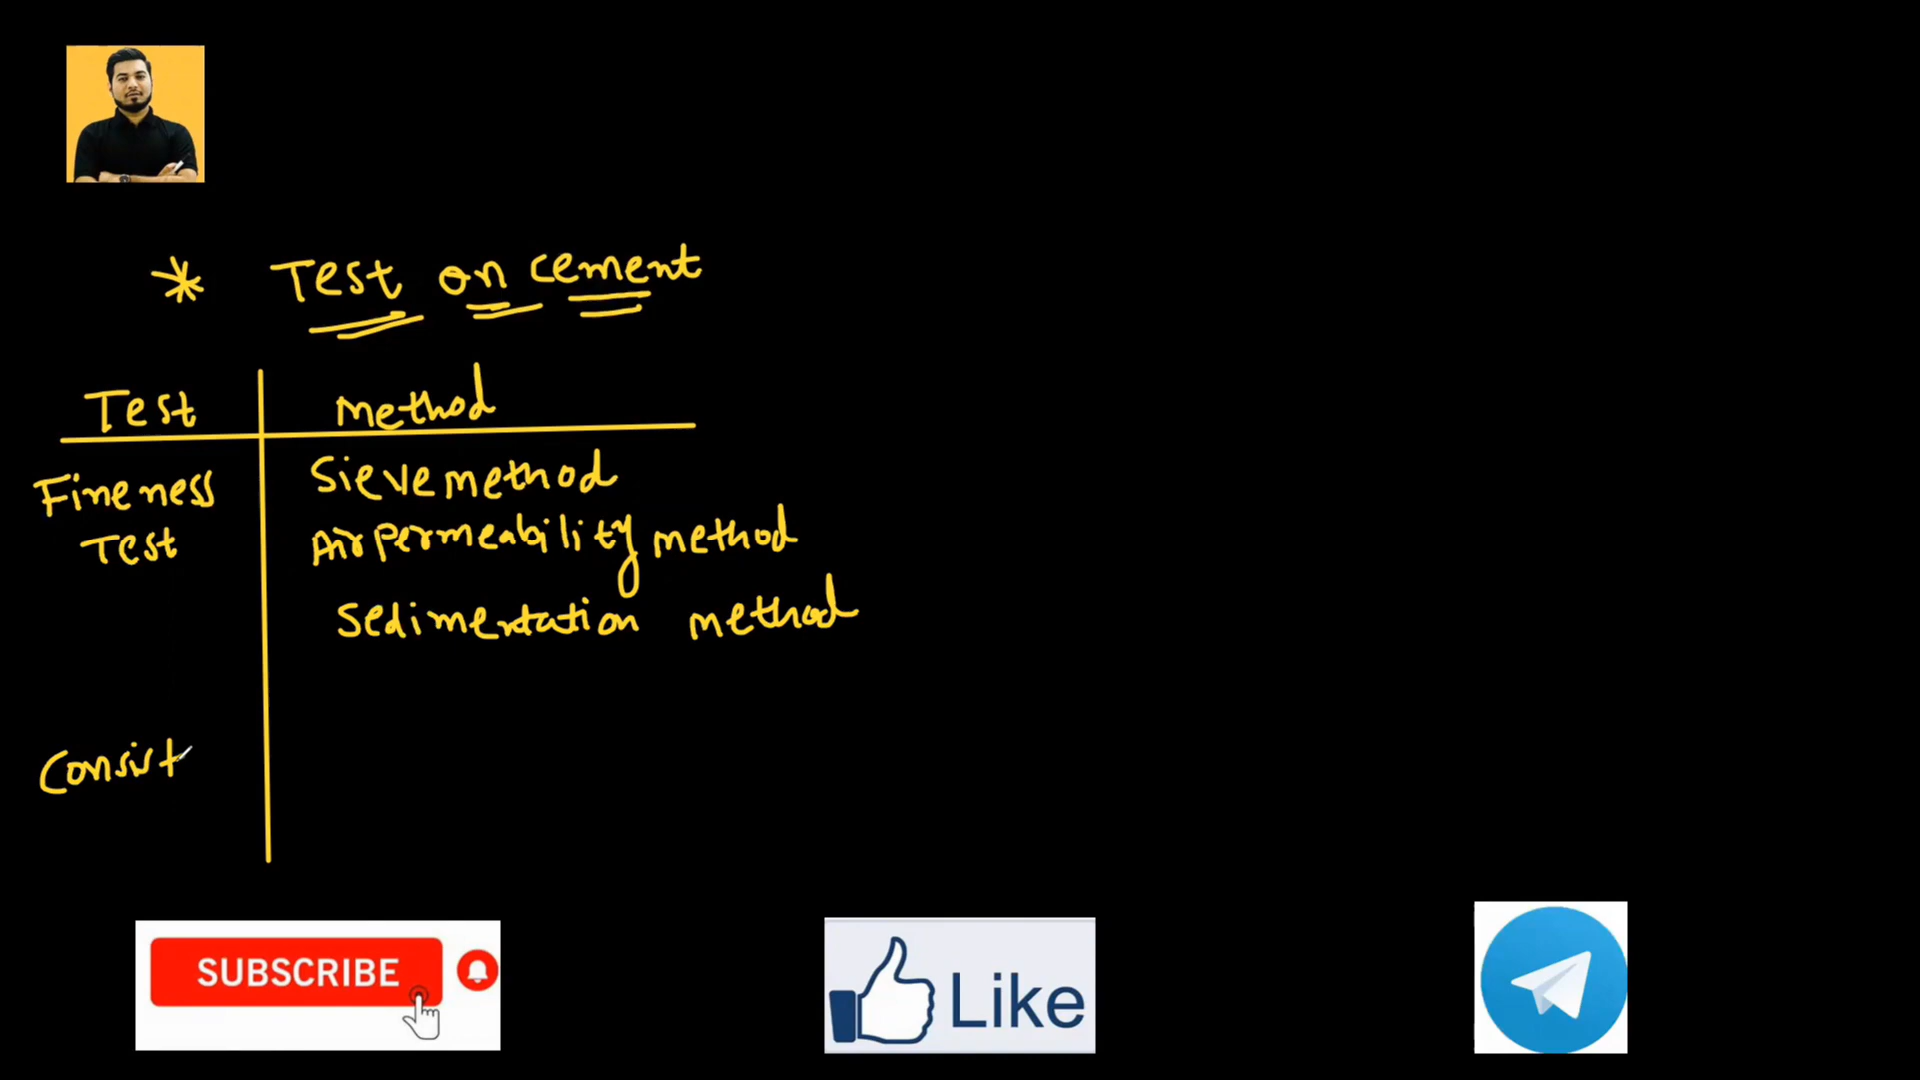 * Test on cement
Test method
Fineness Sieve method
Test Air permeability method
Sedimentation method
Consist
SUBSCRIBE
Like